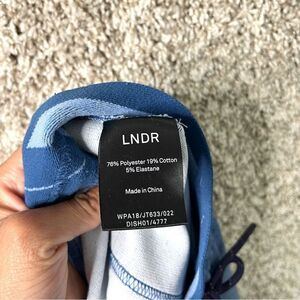 LNDR
76% Polyester 19% Cotton
5% Elastane
Made in China
WPA18/JT633/022
DISH01/4777